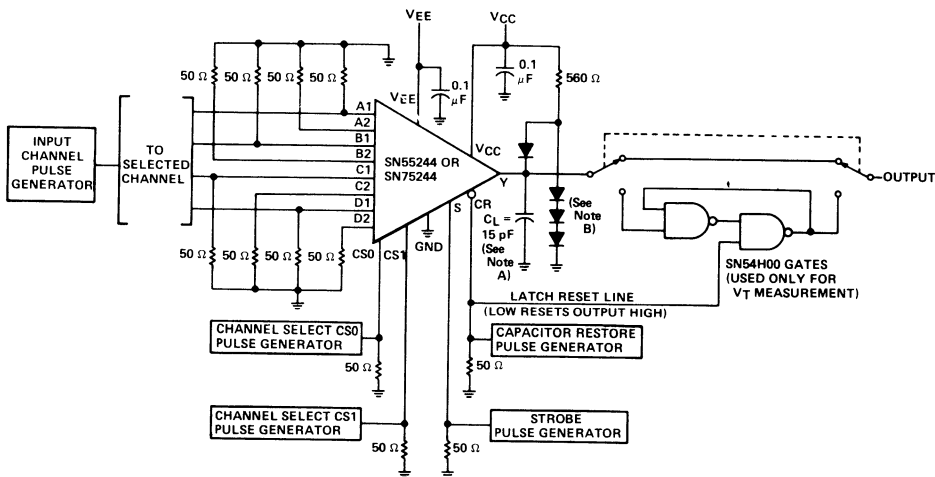 VEE
VCC
50 Ω
50 Ω
50 Ω
50 Ω
0.1
μF
0.1
μF
560
Ω
VEE
INPUT
CHANNEL
PULSE
GENERATOR
TO
SELECTED
CHANNEL
A1
A2
B1
B2
C1
C2
D1
D2
SN55244 OR
SN75244
VCC
Y
CR
S
GND
CS0
CS1
CL =
15 pF
(See
Note
A)
(See
Note
B)
OUTPUT
50
Ω
50 Ω
50 Ω
50 Ω
SN54H00 GATES
(USED ONLY FOR
VT MEASUREMENT)
LATCH RESET LINE
(LOW RESETS OUTPUT HIGH)
CHANNEL SELECT CS0
PULSE GENERATOR
50 Ω
CAPACITOR RESTORE
PULSE GENERATOR
50 Ω
CHANNEL SELECT CS1
PULSE GENERATOR
50 Ω
STROBE
PULSE GENERATOR
50 Ω